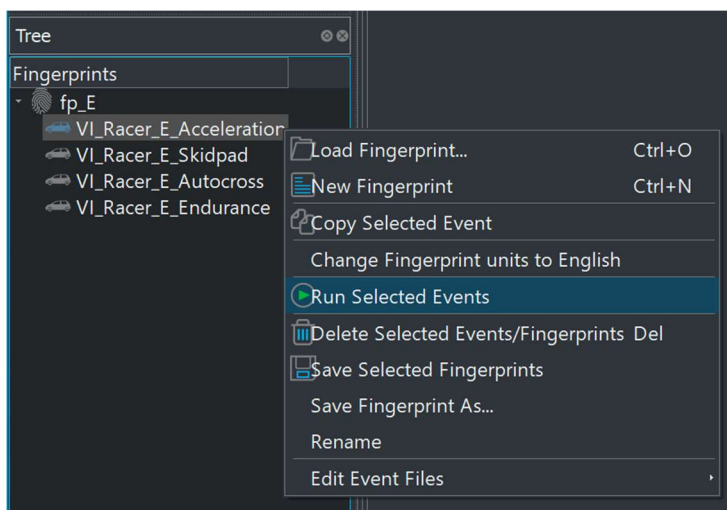 Tree
Fingerprints
fp_E
VI_Racer_E_Acceleration
VI_Racer_E_Skidpad
VI_Racer_E_Autocross
VI_Racer_E_Endurance
Load Fingerprint... Ctrl+O
New Fingerprint Ctrl+N
Copy Selected Event
Change Fingerprint units to English
Run Selected Events
Delete Selected Events/Fingerprints Del
Save Selected Fingerprints
Save Fingerprint As...
Rename
Edit Event Files